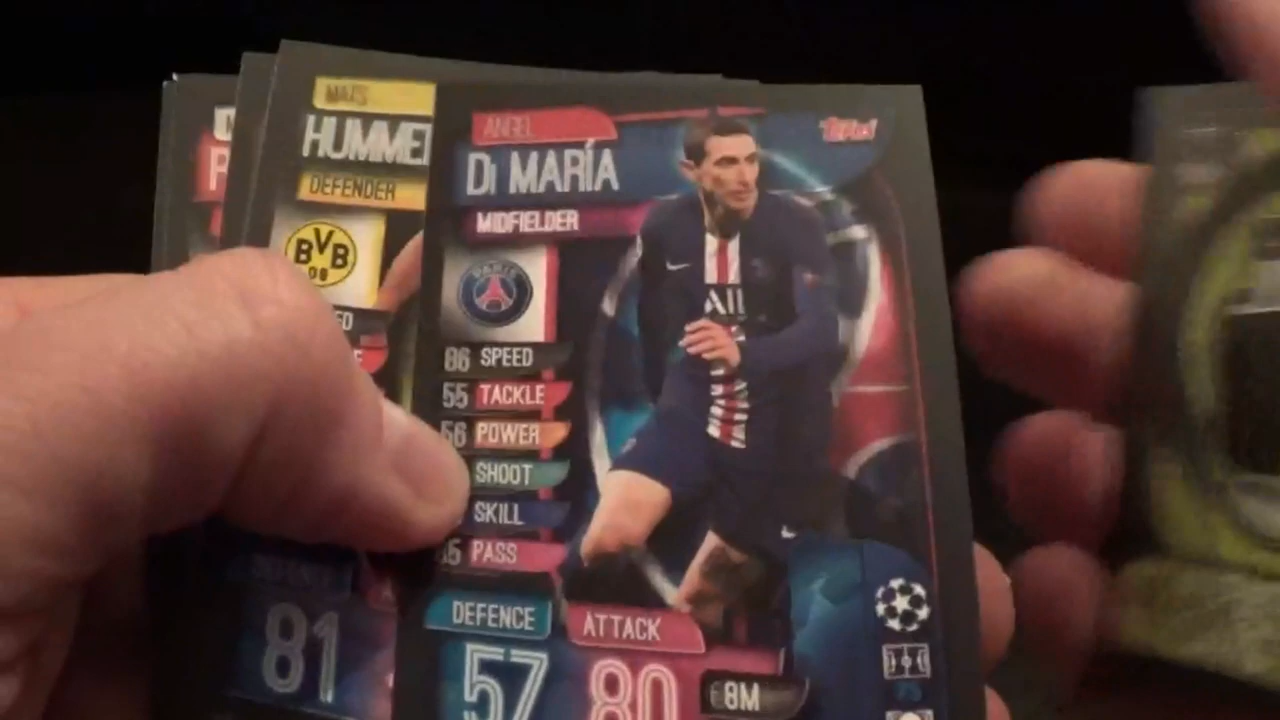 MATS
HUMMEL
DEFENDER
BVB
09
81
ANGEL
Di MARÍA
MIDFIELDER
Topps
PARIS
86 SPEED
55 TACKLE
56 POWER
SHOOT
SKILL
PASS
DEFENCE
ATTACK
57
80
8M